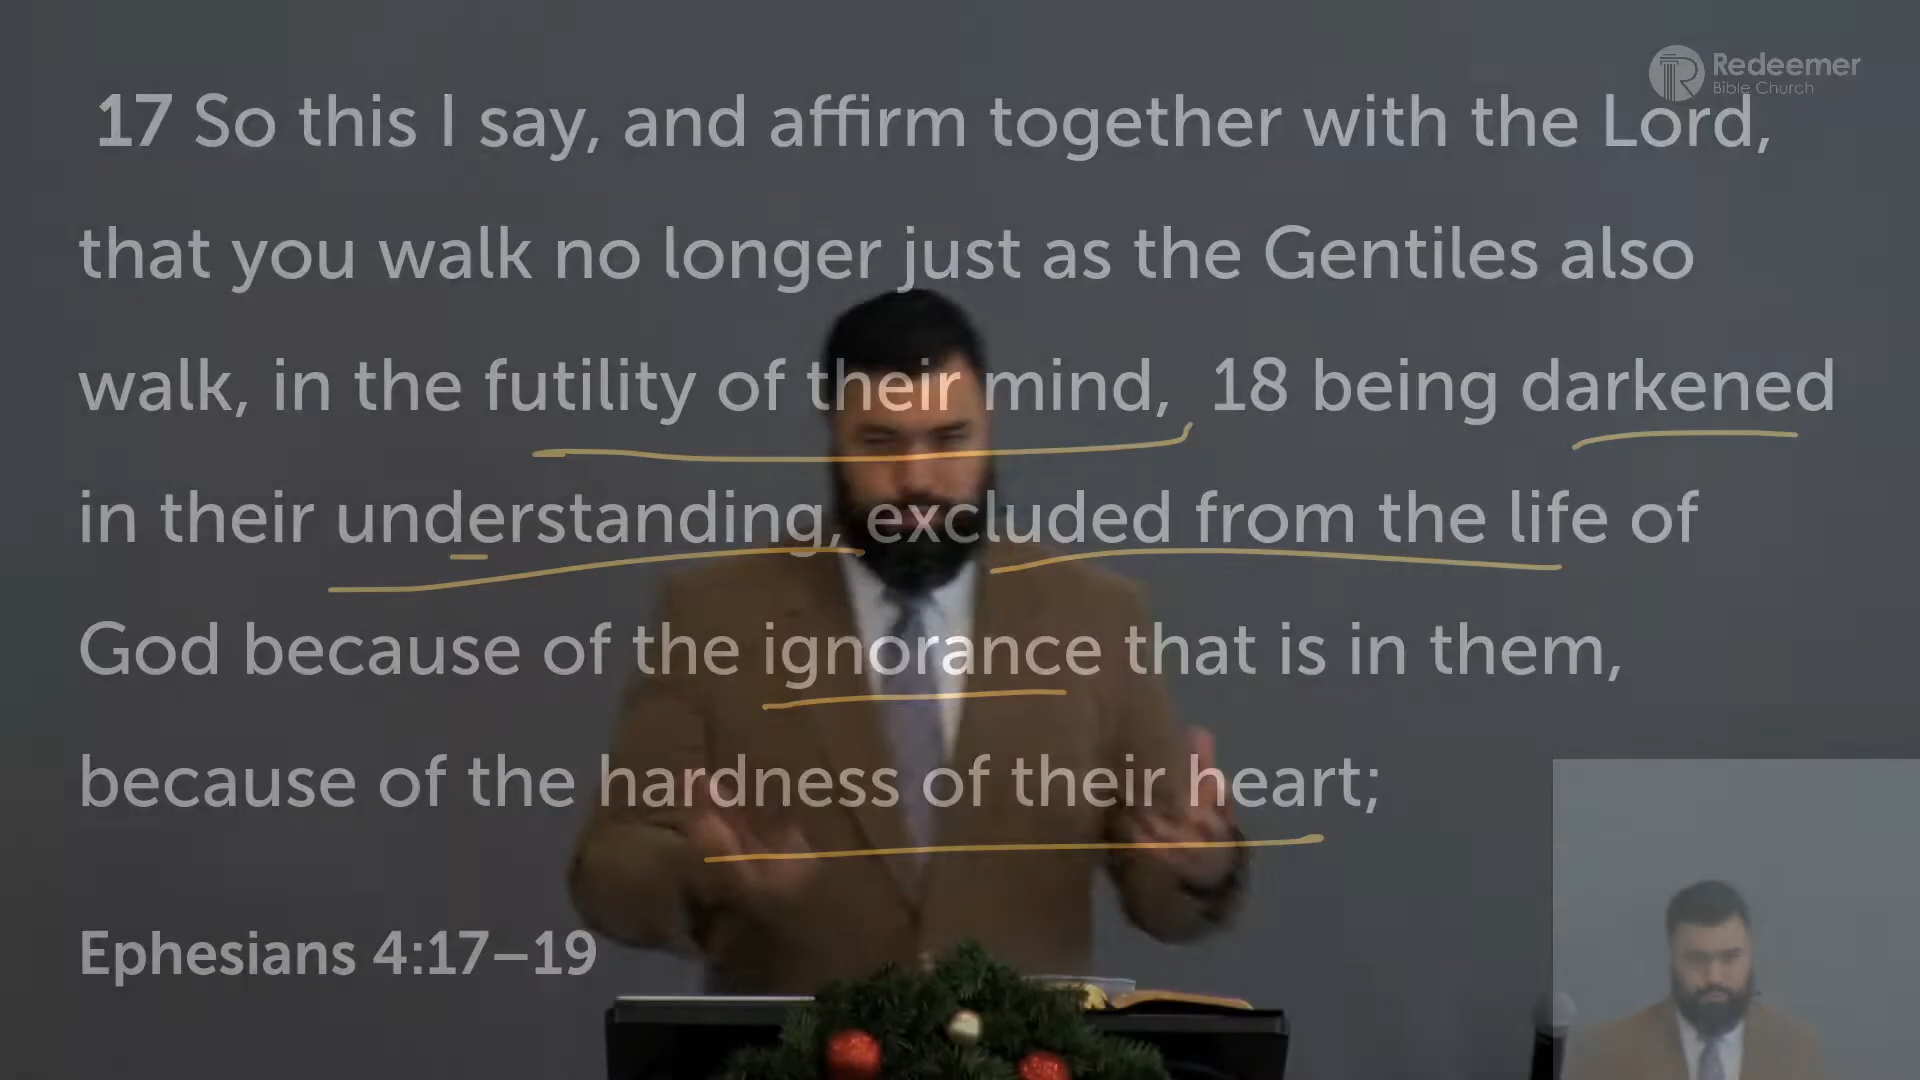 Redeemer
Bible Church
17 So this I say, and affirm together with the Lord,
that you walk no longer just as the Gentiles also
walk, in the futility of their mind, 18 being darkened
in their understanding, excluded from the life of
God because of the ignorance that is in them,
because of the hardness of their heart;
Ephesians 4:17–19